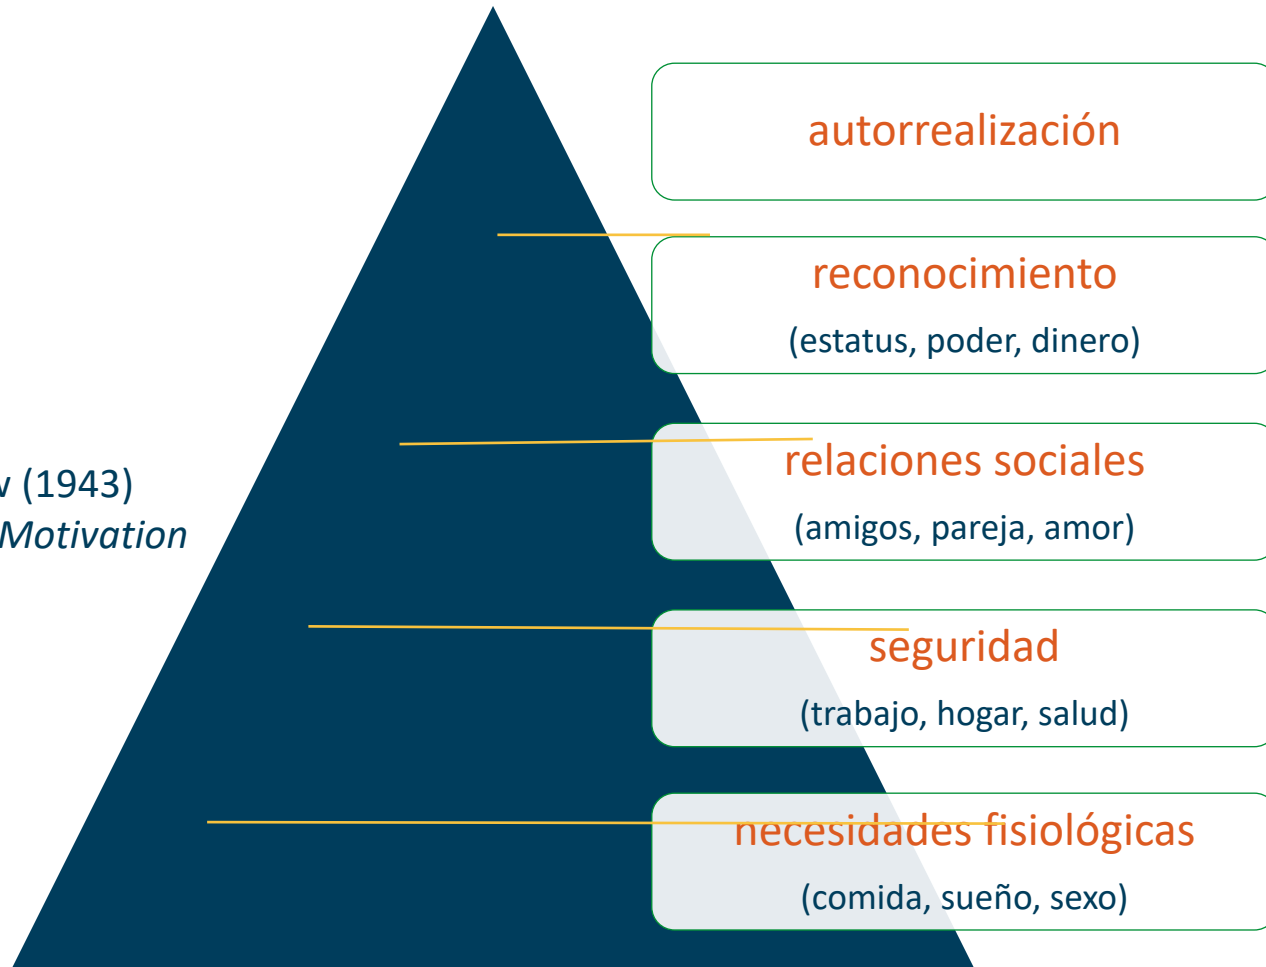 autorrealización
reconocimiento
(estatus, poder, dinero)
(1943)
Motivation
relaciones sociales
(amigos, pareja, amor)
seguridad
(trabajo, hogar, salud)
necesidades fisiológicas
(comida, sueño, sexo)